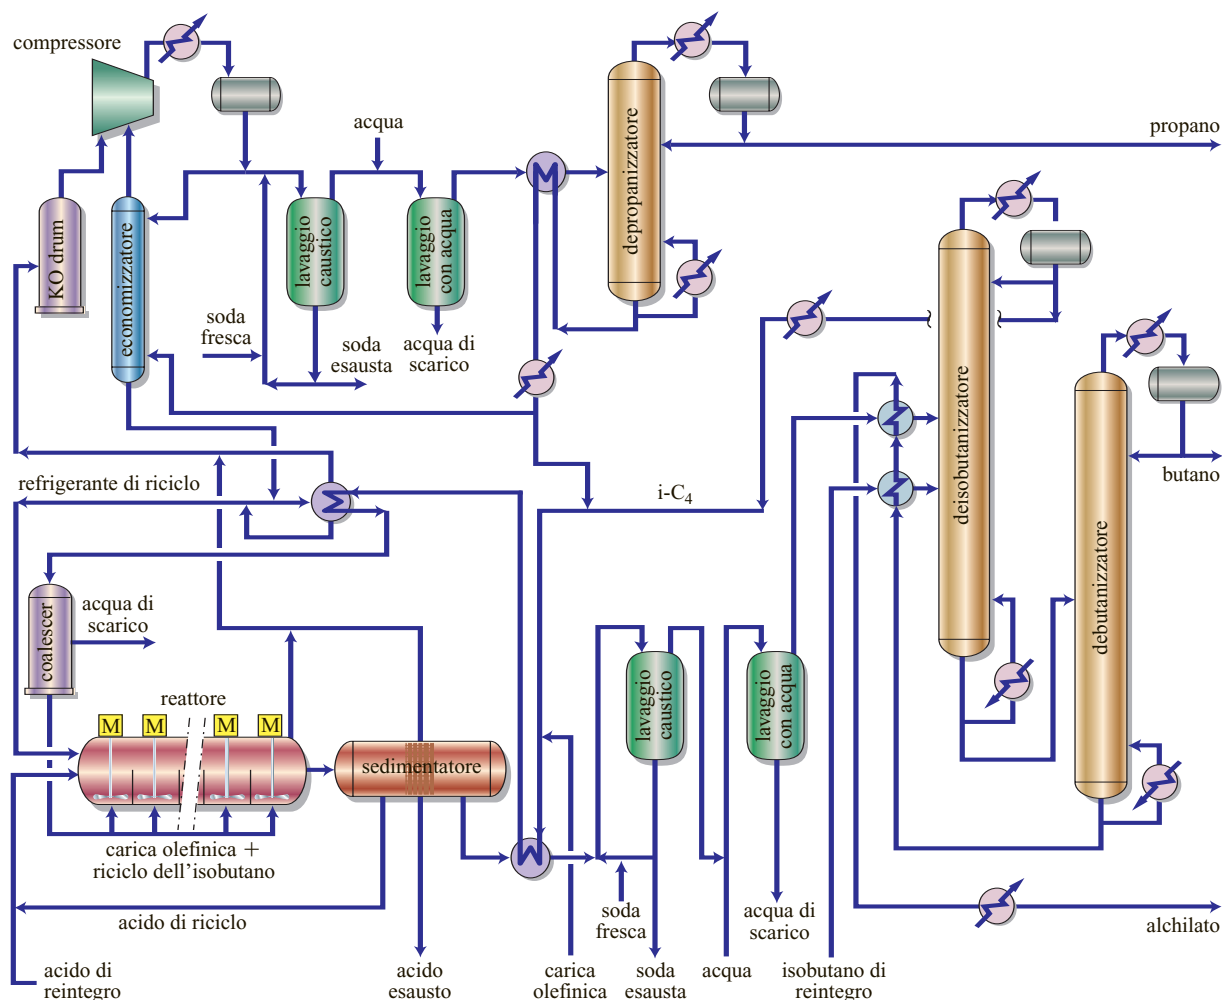 compressore
acqua
propano
depropanizzatore
KO drum
economizzatore
lavaggio
caustico
lavaggio
con acqua
soda
fresca
soda
esausta
acqua di
scarico
deisobutanizzatore
debutanizzatore
butano
refrigerante di riciclo
i-C₄
coalescer
acqua di
scarico
reattore
M
M
M
M
sedimentatore
lavaggio
caustico
lavaggio
con acqua
carica olefinica +
riciclo dell'isobutano
acido di riciclo
soda
fresca
acqua di
scarico
alchilato
acido di
reintegro
acido
esausto
carica
olefinica
soda
esausta
acqua
isobutano di
reintegro